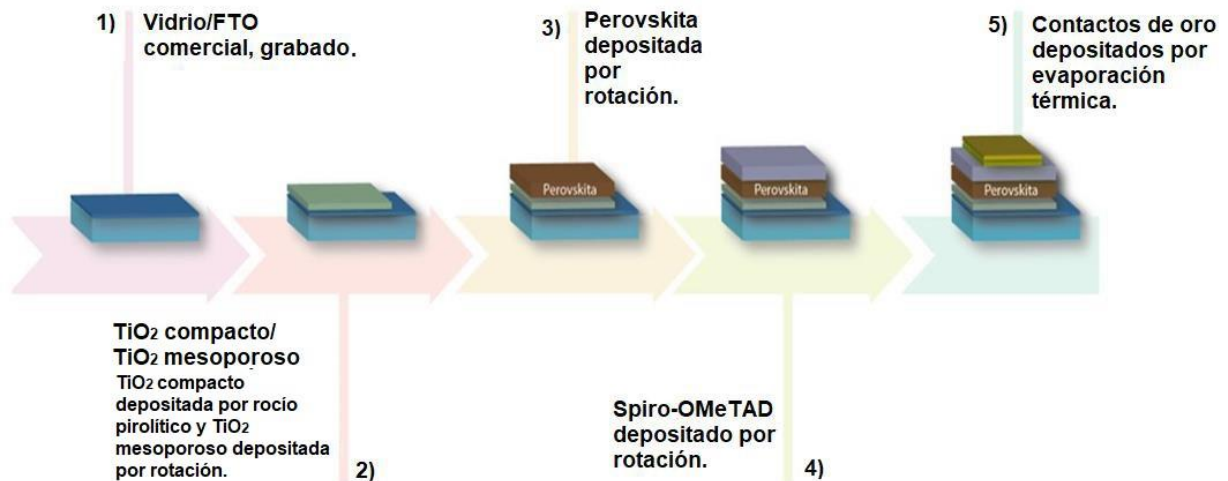 1) Vidrio/FTO
comercial, grabado.
TiO2 compacto/
TiO2 mesoporoso
TiO2 compacto
depositada por rocío
pirolítico y TiO2
mesoporoso depositada
por rotación.
2)
3) Perovskita
depositada
por
rotación.
Perovskita
Spiro-OMeTAD
depositado por
rotación.
4)
Perovskita
5) Contactos de oro
depositados por
evaporación
térmica.
Perovskita